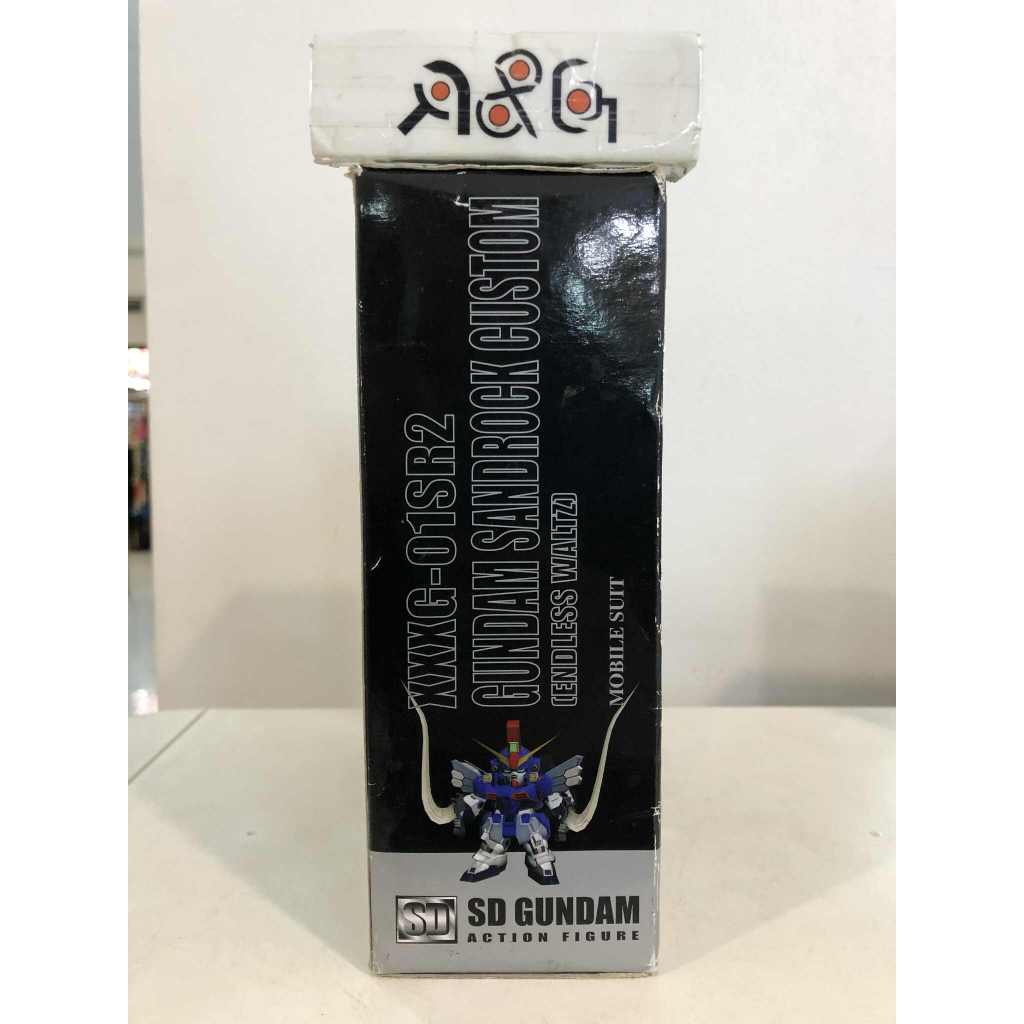 XXXG-01SR2
GUNDAM SANDROCK CUSTOM
(ENDLESS WALTZ)
MOBILE SUIT
SD
SD GUNDAM
ACTION FIGURE